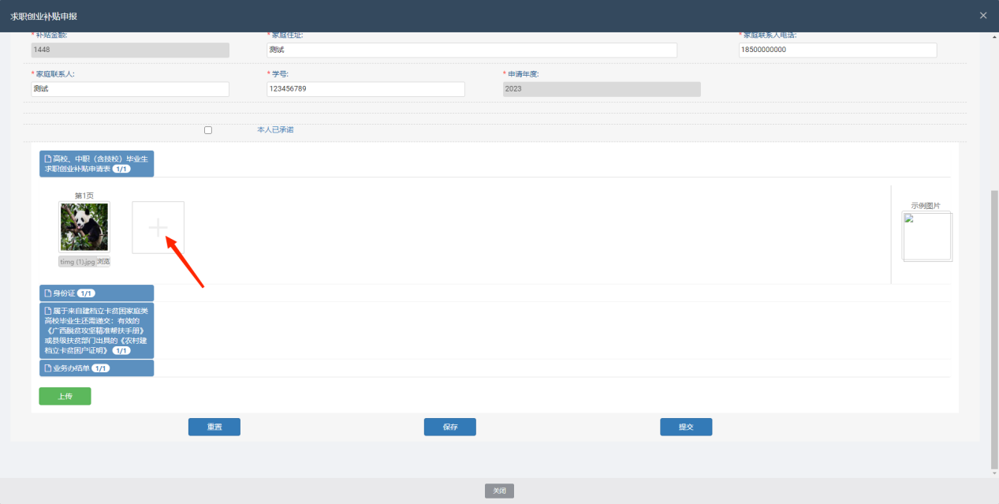 求职创业补贴申报
×
* 补贴金额:
* 家庭住址:
* 家庭联系人电话:
1448
测试
18500000000
* 家庭联系人:
* 学号:
* 申请年度:
测试
123456789
2023
本人已承诺
高校、中职（含技校）毕业生
求职创业补贴申请表 1/1
第1页
示例图片
timg (1).jpg 浏览
身份证 1/1
属于来自建档立卡贫困家庭类
高校毕业生还需递交：有效的
《广西脱贫攻坚精准帮扶手册》
或县级扶贫部门出具的《农村建
档立卡贫困户证明》 1/1
业务办结单 1/1
上传
重置
保存
提交
关闭